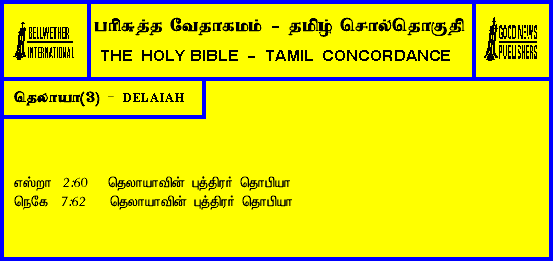 BELLWETHER
INTERNATIONAL
பரிசுத்த வேதாகமம் - தமிழ் சொல்தொகுதி
THE HOLY BIBLE - TAMIL CONCORDANCE
GOOD NEWS
PUBLISHERS
தெலாயா(3) - DELAIAH
எஸ்றா 2:60 தெலாயாவின் புத்திரர் தொபியா
நெகே 7:62 தெலாயாவின் புத்திரர் தொபியா